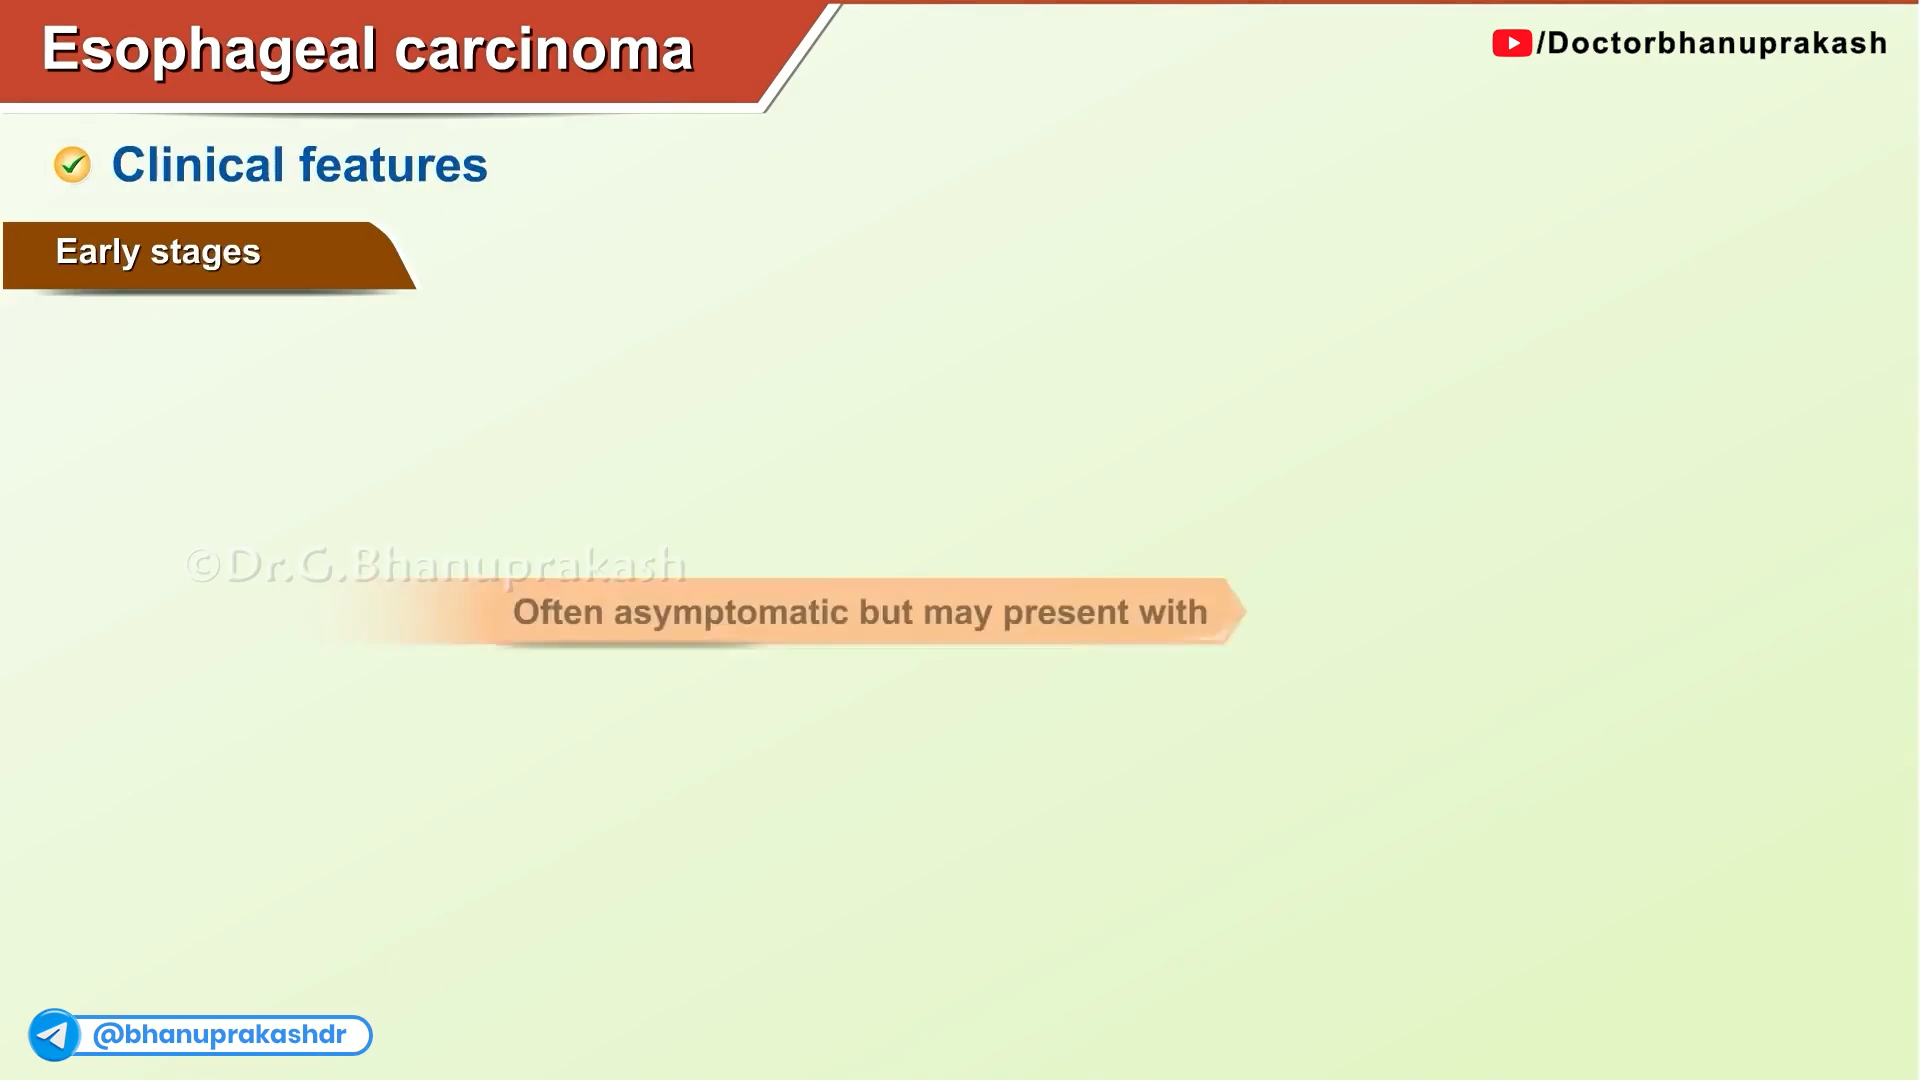 Esophageal carcinoma
/Doctorbhanuprakash
Clinical features
Early stages
©Dr.G.Bhanuprakash
Often asymptomatic but may present with
@bhanuprakashdr